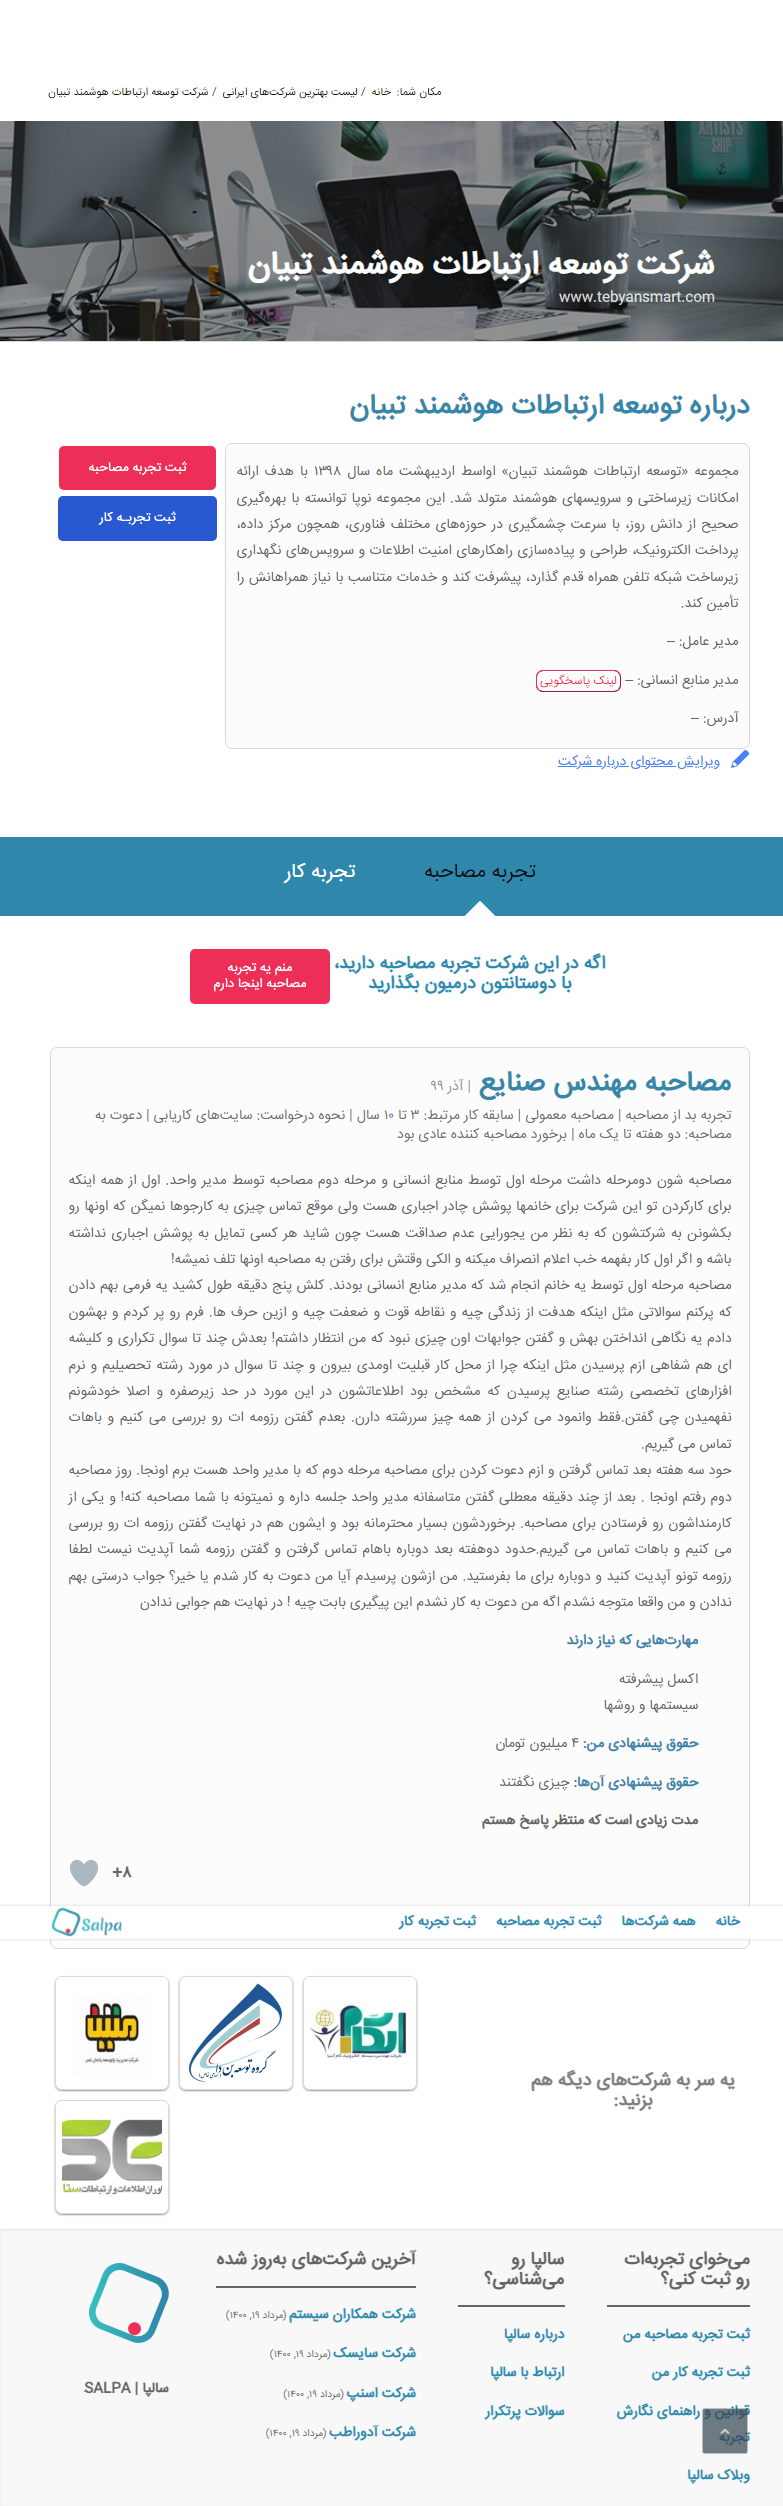 مکان شما: خانه / لیست بهترین شرکت‌های ایرانی / شرکت توسعه ارتباطات هوشمند تبیان
ARTISTS
SHIP
شرکت توسعه ارتباطات هوشمند تبیان
www.tebyansmart.com
درباره توسعه ارتباطات هوشمند تبیان
مجموعه «توسعه ارتباطات هوشمند تبیان» اواسط اردیبهشت ماه سال ۱۳۹۸ با هدف ارائه
امکانات زیرساختی و سرویسهای هوشمند متولد شد. این مجموعه نوپا توانسته با بهره‌گیری
صحیح از دانش روز، با سرعت چشمگیری در حوزه‌های مختلف فناوری، همچون مرکز داده،
پرداخت الکترونیک، طراحی و پیاده‌سازی راهکارهای امنیت اطلاعات و سرویس‌های نگهداری
زیرساخت شبکه تلفن همراه قدم گذارد، پیشرفت کند و خدمات متناسب با نیاز همراهانش را
تأمین کند.
مدیر عامل: –
مدیر منابع انسانی: – لینک پاسخگویی
آدرس: –
ویرایش محتوای درباره شرکت
ثبت تجربه مصاحبه
ثبت تجربـه کار
تجربه مصاحبه
تجربه کار
اگه در این شرکت تجربه مصاحبه دارید،
با دوستانتون درمیون بگذارید
منم یه تجربه
مصاحبه اینجا دارم
مصاحبه مهندس صنایع | آذر ۹۹
تجربه بد از مصاحبه | مصاحبه معمولی | سابقه کار مرتبط: ۳ تا ۱۰ سال | نحوه درخواست: سایت‌های کاریابی | دعوت به
مصاحبه: دو هفته تا یک ماه | برخورد مصاحبه کننده عادی بود
مصاحبه شون دومرحله داشت مرحله اول توسط منابع انسانی و مرحله دوم مصاحبه توسط مدیر واحد. اول از همه اینکه
برای کارکردن تو این شرکت برای خانمها پوشش چادر اجباری هست ولی موقع تماس چیزی به کارجوها نمیگن که اونها رو
بکشونن به شرکتشون که به نظر من یجورایی عدم صداقت هست چون شاید هر کسی تمایل به پوشش اجباری نداشته
باشه و اگر اول کار بفهمه خب اعلام انصراف میکنه و الکی وقتش برای رفتن به مصاحبه اونها تلف نمیشه!
مصاحبه مرحله اول توسط یه خانم انجام شد که مدیر منابع انسانی بودند. کلش پنج دقیقه طول کشید یه فرمی بهم دادن
که پرکنم سوالاتی مثل اینکه هدفت از زندگی چیه و نقاطه قوت و ضعفت چیه و ازین حرف ها. فرم رو پر کردم و بهشون
دادم یه نگاهی انداختن بهش و گفتن جوابهات اون چیزی نبود که من انتظار داشتم! بعدش چند تا سوال تکراری و کلیشه
ای هم شفاهی ازم پرسیدن مثل اینکه چرا از محل کار قبلیت اومدی بیرون و چند تا سوال در مورد رشته تحصیلیم و نرم
افزارهای تخصصی رشته صنایع پرسیدن که مشخص بود اطلاعاتشون در این مورد در حد زیرصفره و اصلا خودشونم
نفهمیدن چی گفتن.فقط وانمود می کردن از همه چیز سررشته دارن. بعدم گفتن رزومه ات رو بررسی می کنیم و باهات
تماس می گیریم.
حود سه هفته بعد تماس گرفتن و ازم دعوت کردن برای مصاحبه مرحله دوم که با مدیر واحد هست برم اونجا. روز مصاحبه
دوم رفتم اونجا . بعد از چند دقیقه معطلی گفتن متاسفانه مدیر واحد جلسه داره و نمیتونه با شما مصاحبه کنه! و یکی از
کارمنداشون رو فرستادن برای مصاحبه. برخوردشون بسیار محترمانه بود و ایشون هم در نهایت گفتن رزومه ات رو بررسی
می کنیم و باهات تماس می گیریم.حدود دوهفته بعد دوباره باهام تماس گرفتن و گفتن رزومه شما آپدیت نیست لطفا
رزومه تونو آپدیت کنید و دوباره برای ما بفرستید. من ازشون پرسیدم آیا من دعوت به کار شدم یا خیر؟ جواب درستی بهم
ندادن و من واقعا متوجه نشدم اگه من دعوت به کار نشدم این پیگیری بابت چیه ! در نهایت هم جوابی ندادن
مهارت‌هایی که نیاز دارند
اکسل پیشرفته
سیستمها و روشها
حقوق پیشنهادی من: ۴ میلیون تومان
حقوق پیشنهادی آن‌ها: چیزی نگفتند
مدت زیادی است که منتظر پاسخ هستم
+۸
خانه
همه شرکت‌ها
ثبت تجربه مصاحبه
ثبت تجربه کار
Salpa
یه سر به شرکت‌های دیگه هم
بزنید:
گروه توسعه بن دا
متبنا
اوران‌اطلاعات‌وارتباطات‌ستا
می‌خوای تجربه‌ات
رو ثبت کنی؟
ثبت تجربه مصاحبه من
ثبت تجربه کار من
قوانین و راهنمای نگارش
تجربه
وبلاگ سالپا
سالپا رو
می‌شناسی؟
درباره سالپا
ارتباط با سالپا
سوالات پرتکرار
آخرین شرکت‌های به‌روز شده
شرکت همکاران سیستم (مرداد ۱۹, ۱۴۰۰)
شرکت سایسک (مرداد ۱۹, ۱۴۰۰)
شرکت اسنپ (مرداد ۱۹, ۱۴۰۰)
شرکت آدوراطب (مرداد ۱۹, ۱۴۰۰)
سالپا | SALPA